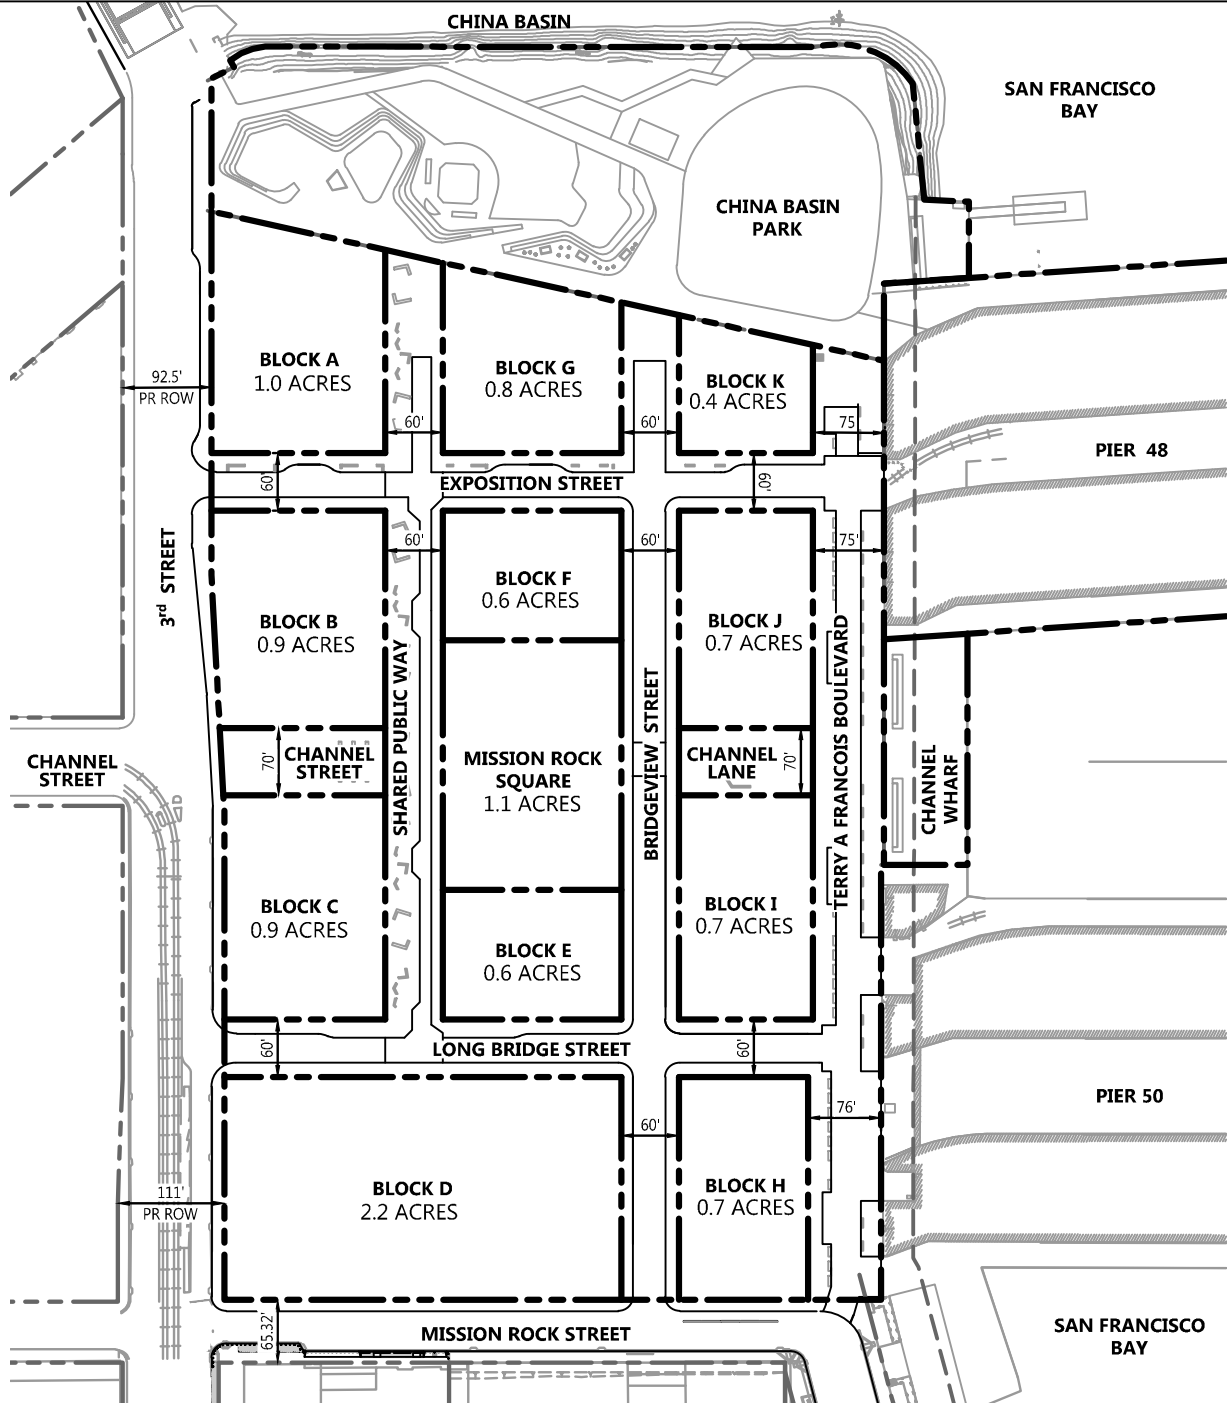 CHINA BASIN
SAN FRANCISCO
BAY
CHINA BASIN
PARK
BLOCK A
1.0 ACRES
BLOCK G
0.8 ACRES
BLOCK K
0.4 ACRES
92.5'
PR ROW
60'
60'
75
PIER 48
60'
EXPOSITION STREET
60'
3rd STREET
60'
60'
75'
BLOCK F
0.6 ACRES
BLOCK B
0.9 ACRES
BLOCK J
0.7 ACRES
SHARED PUBLIC WAY
BRIDGEVIEW STREET
TERRY A FRANCOIS BOULEVARD
CHANNEL
STREET
70'
CHANNEL
STREET
MISSION ROCK
SQUARE
1.1 ACRES
CHANNEL
LANE
70'
CHANNEL
WHARF
BLOCK C
0.9 ACRES
BLOCK I
0.7 ACRES
BLOCK E
0.6 ACRES
60'
LONG BRIDGE STREET
60'
PIER 50
60'
76'
BLOCK D
2.2 ACRES
BLOCK H
0.7 ACRES
111'
PR ROW
65.32'
MISSION ROCK STREET
SAN FRANCISCO
BAY